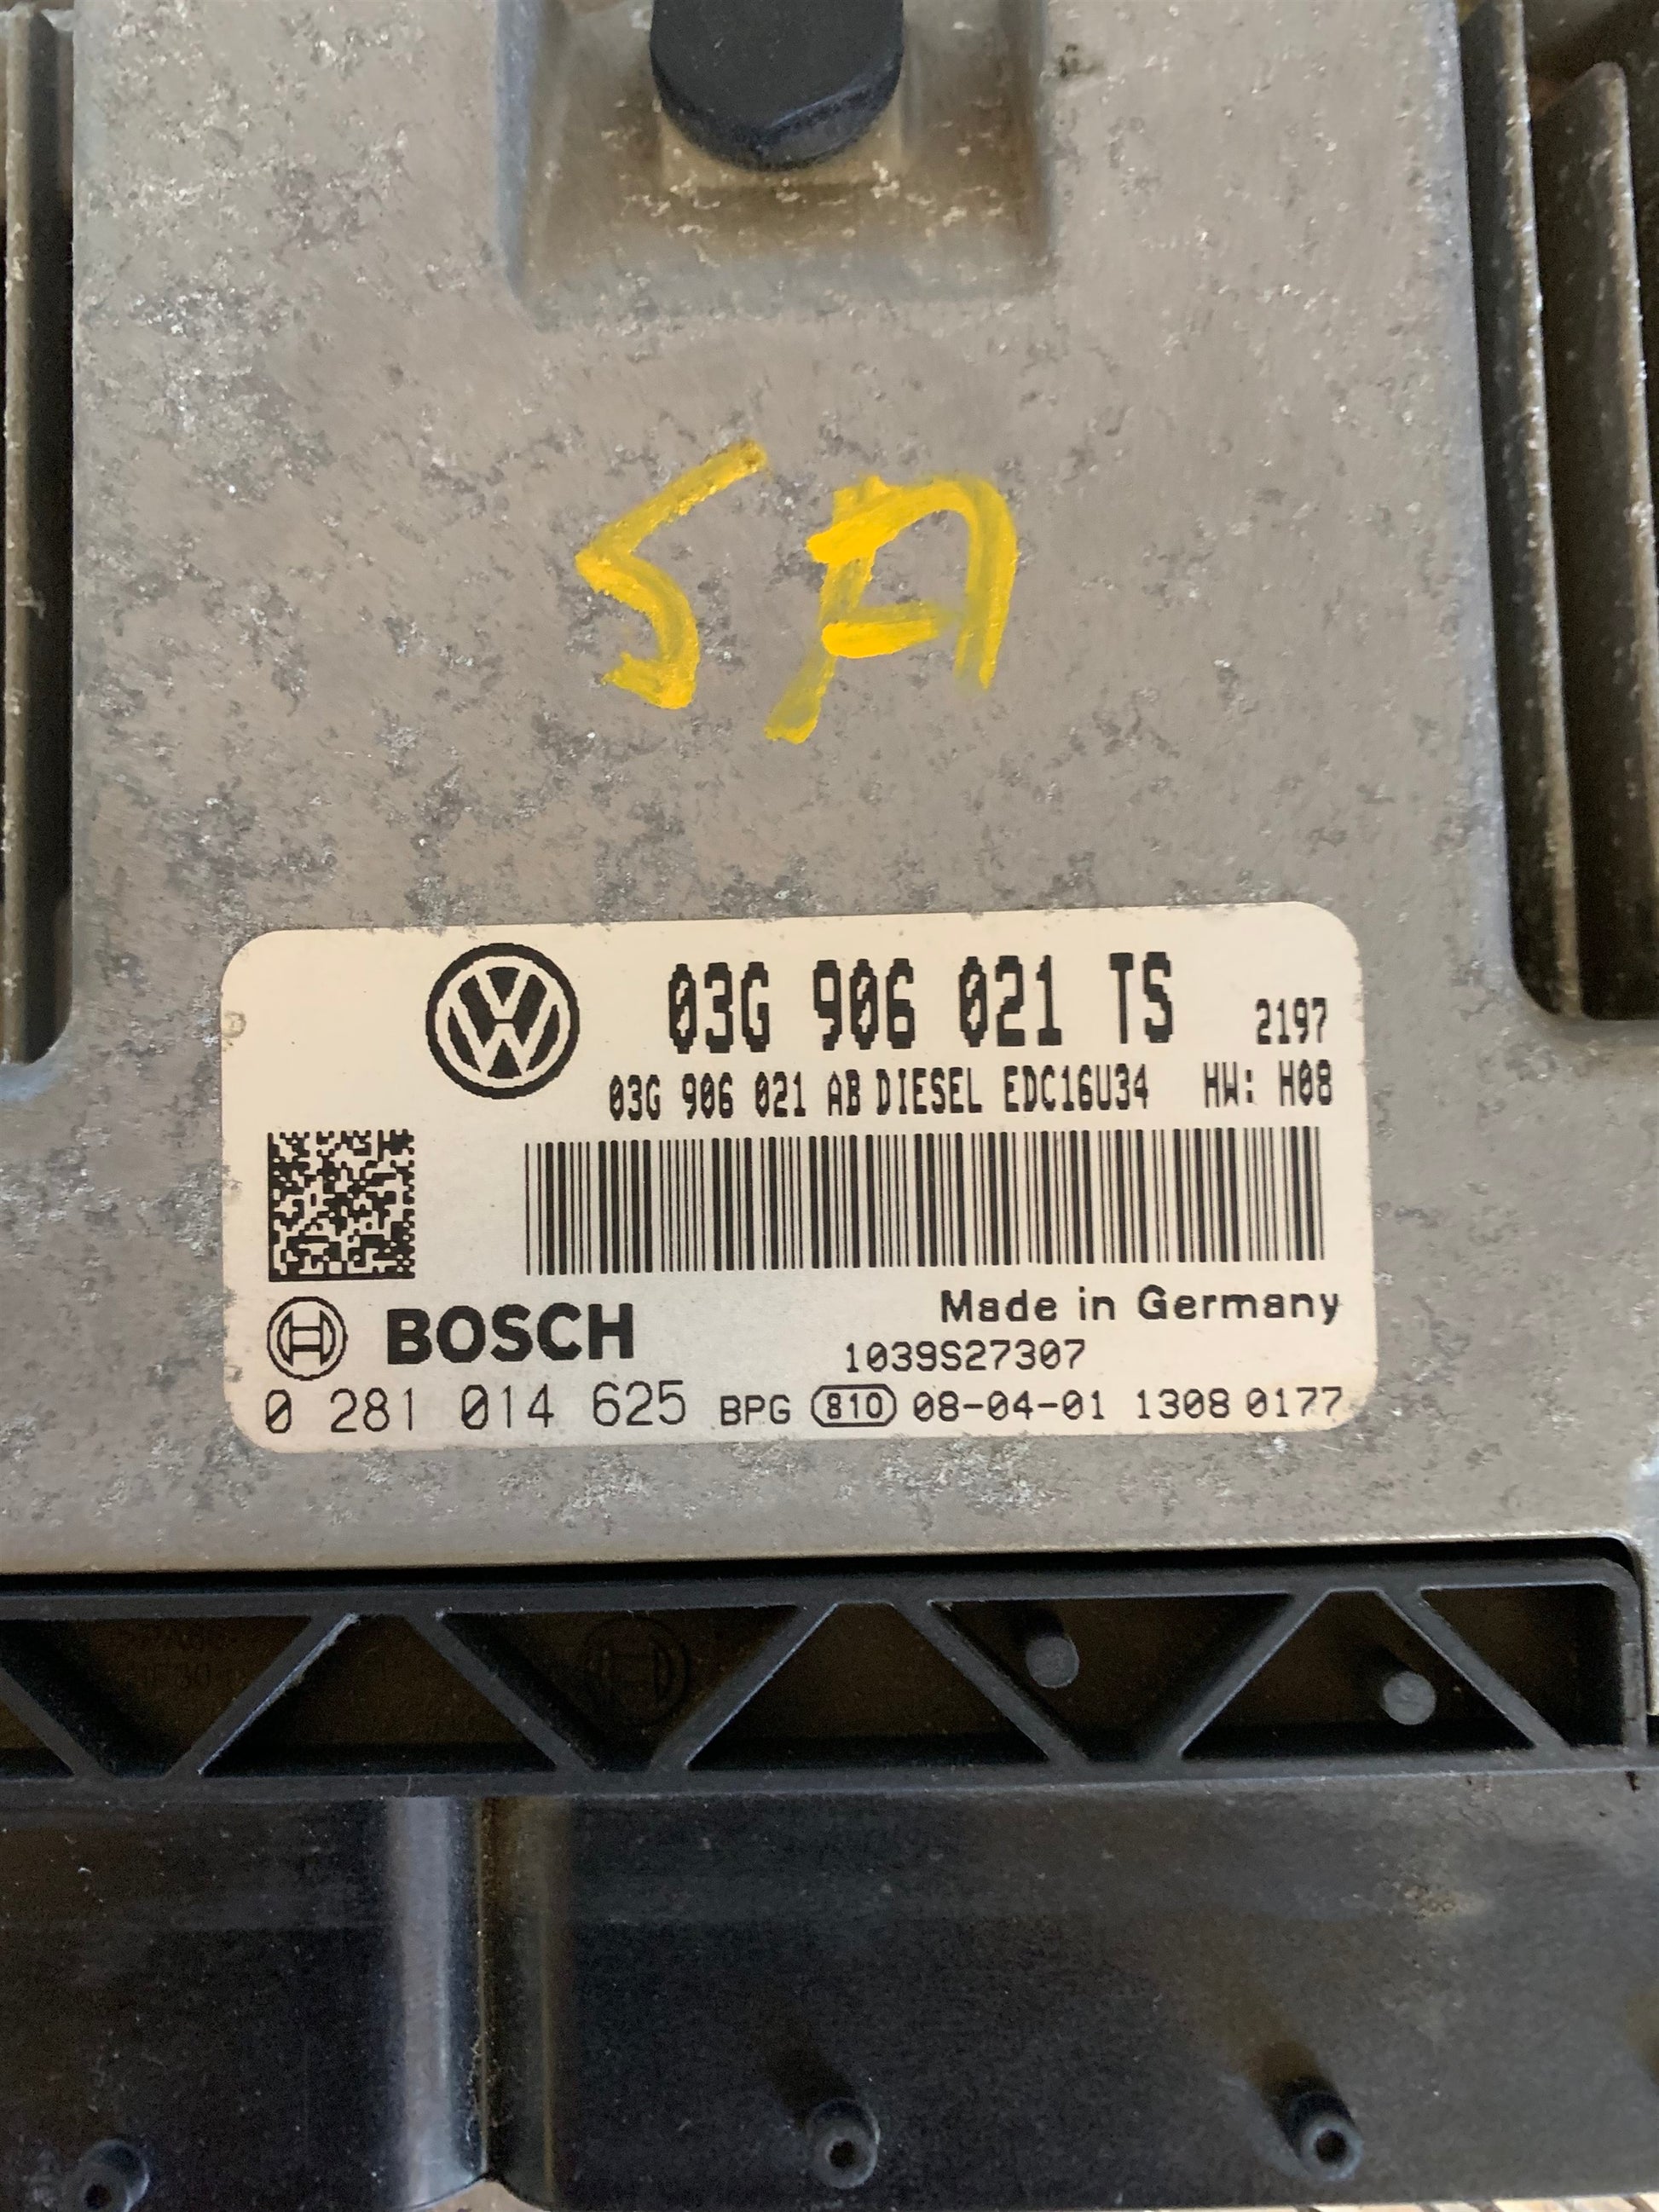 SA
03G 906 021 TS 2197
03G 906 021 AB DIESEL EDC16U34 HW: H08
Made in Germany
BOSCH
1039S27307
0 281 014 625 BPG 810 08-04-01 1308 0177